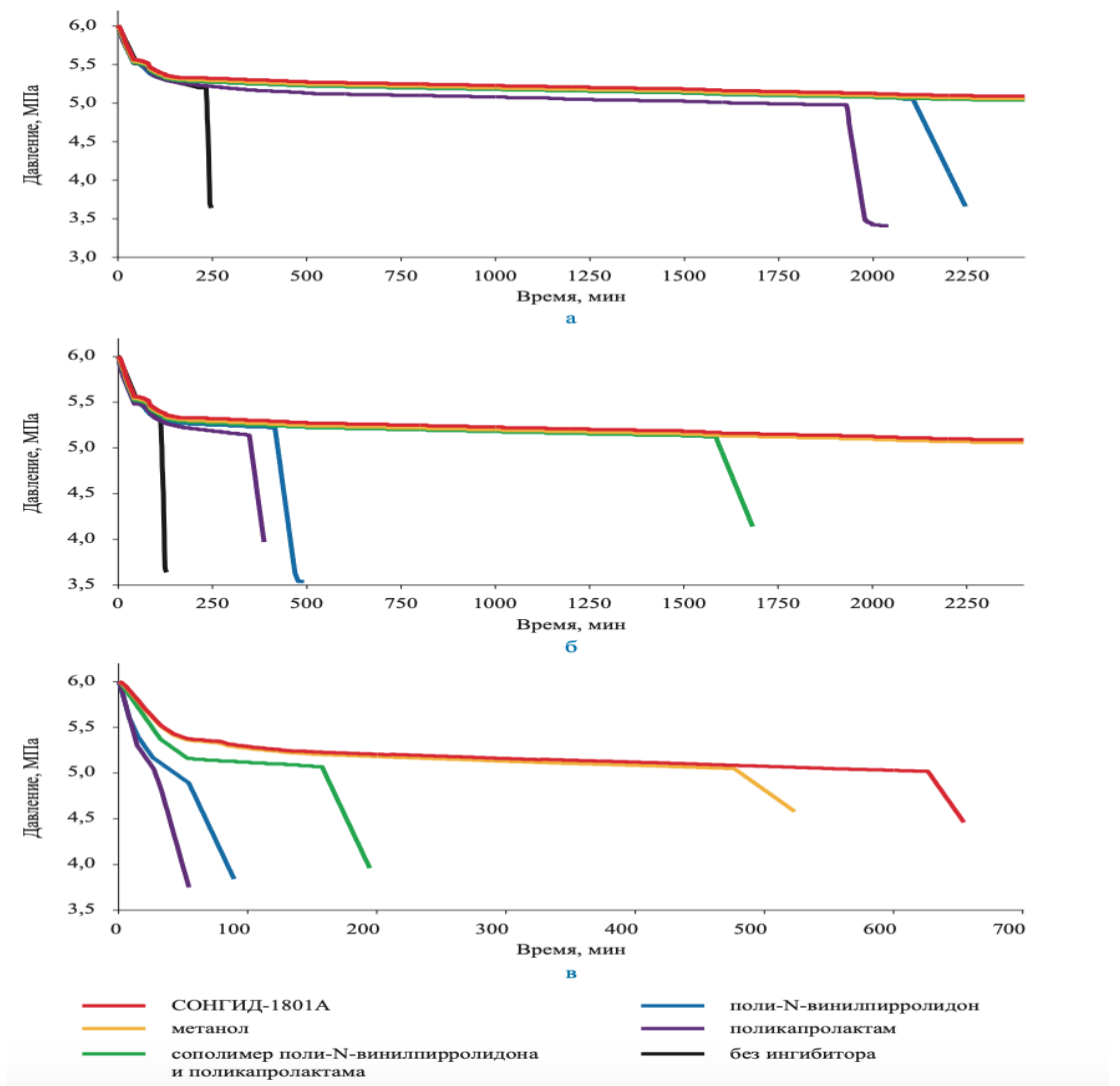 6,0
5,5
5,0
4,5
4,0
3,5
3,0
Давление, МПа
0 250 500 750 1000 1250 1500 1750 2000 2250
Время, мин
а
6,0
5,5
5,0
4,5
4,0
3,5
Давление, МПа
0 250 500 750 1000 1250 1500 1750 2000 2250
Время, мин
б
6,0
5,5
5,0
4,5
4,0
3,5
Давление, МПа
0 100 200 300 400 500 600 700
Время, мин
в
СОНГИД-1801А
метанол
сополимер поли-N-винилпирролидона
и поликапролактама
поли-N-винилпирролидон
поликапролактам
без ингибитора